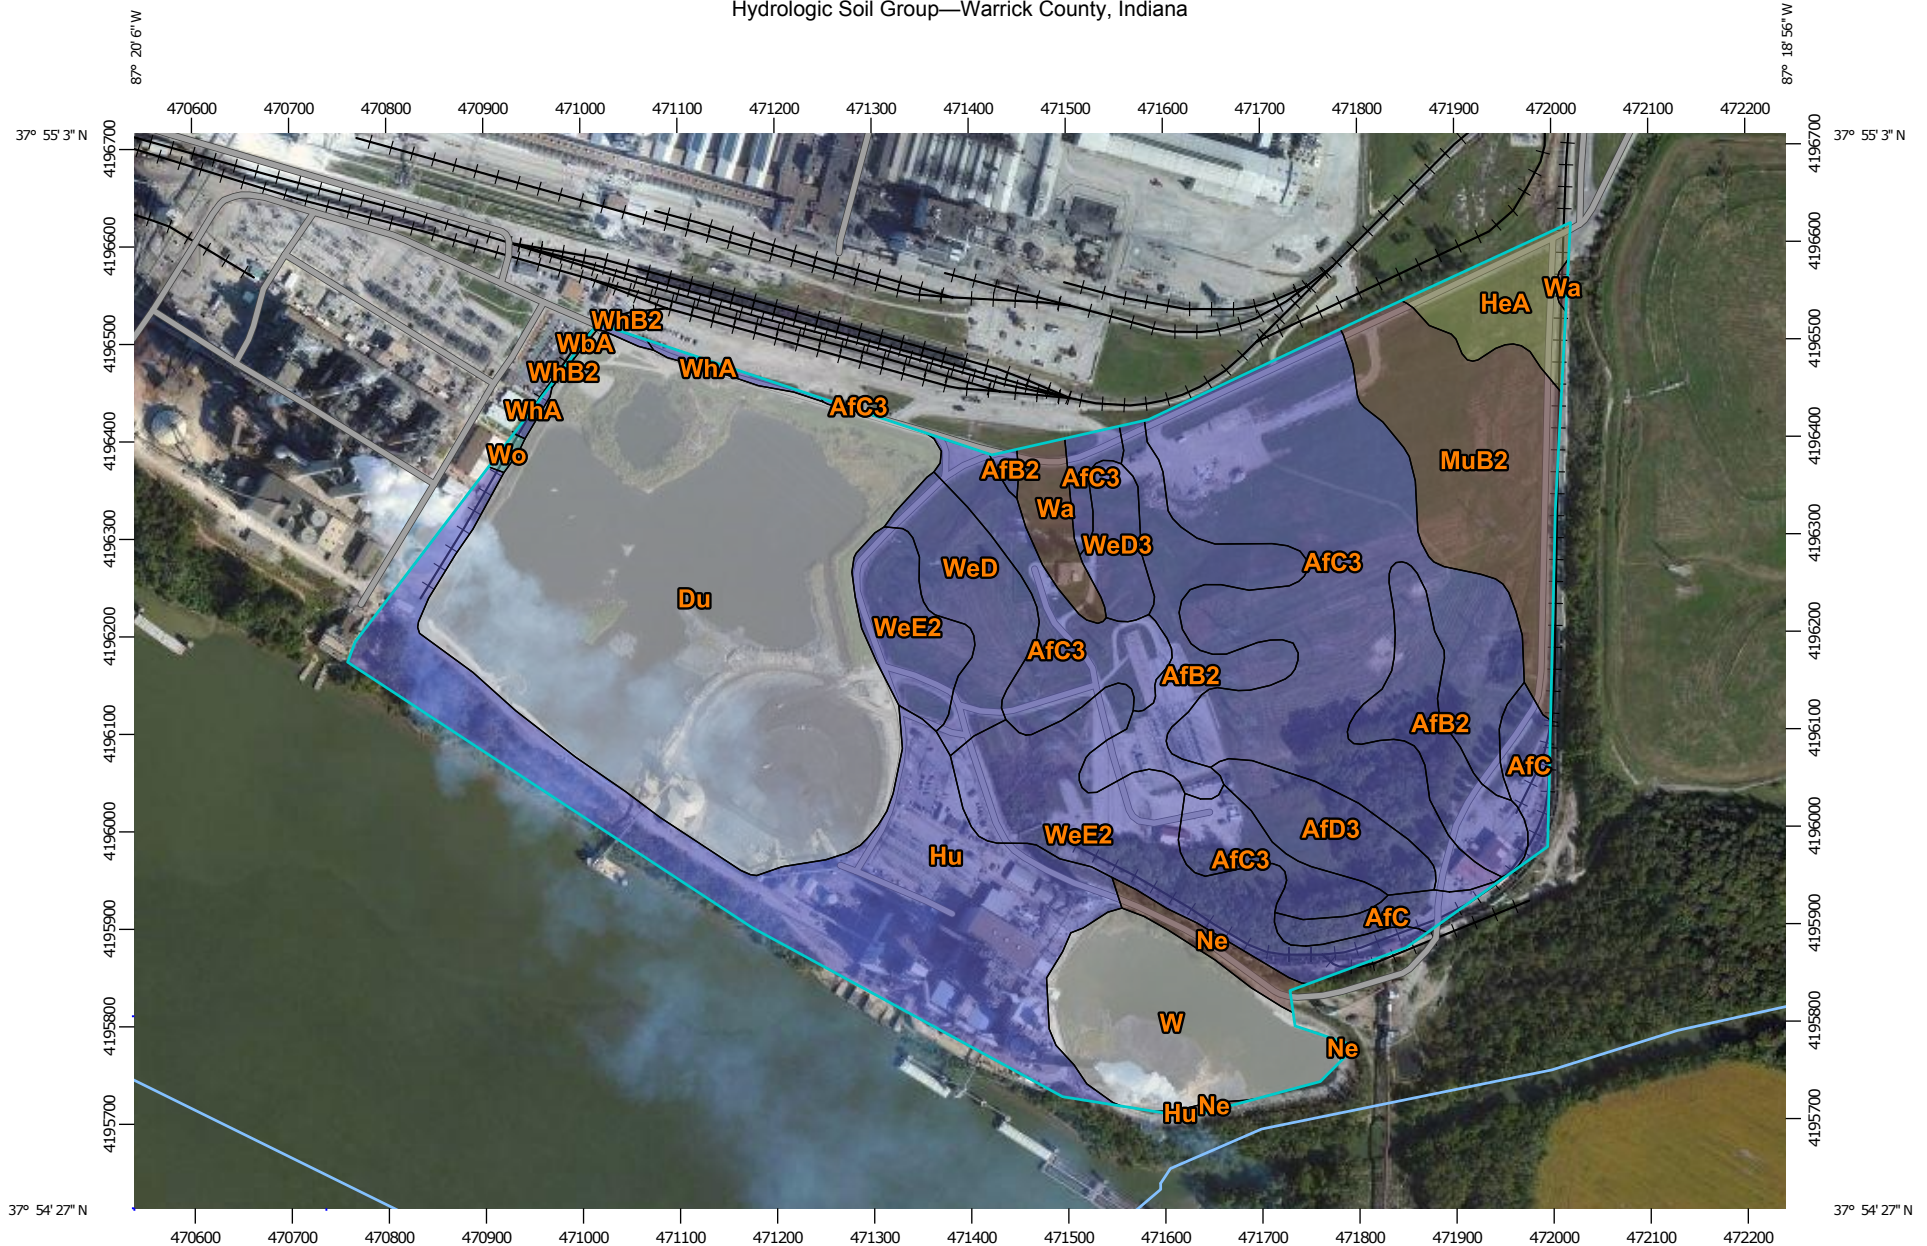 Hydrologic Soil Group—Warrick County, Indiana
87° 20' 6" W
87° 18' 56" W
470600 470700 470800 470900 471000 471100 471200 471300 471400 471500 471600 471700 471800 471900 472000 472100 472200
37° 55' 3" N
37° 55' 3" N
4196700
4196700
4196600
4196600
Wa
HeA
WhB2
4196500
4196500
WbA
WhA
WhB2
AfC3
WhA
4196400
4196400
Wo
MuB2
AfB2
AfC3
Wa
4196300
4196300
WeD3
AfC3
WeD
Du
WeE2
4196200
4196200
AfC3
AfB2
AfB2
4196100
4196100
AfC
AfD3
WeE2
4196000
4196000
Hu
AfC3
AfC
4195900
4195900
Ne
W
4195800
4195800
Ne
Ne
Hu
4195700
4195700
37° 54' 27" N
37° 54' 27" N
470600 470700 470800 470900 471000 471100 471200 471300 471400 471500 471600 471700 471800 471900 472000 472100 472200